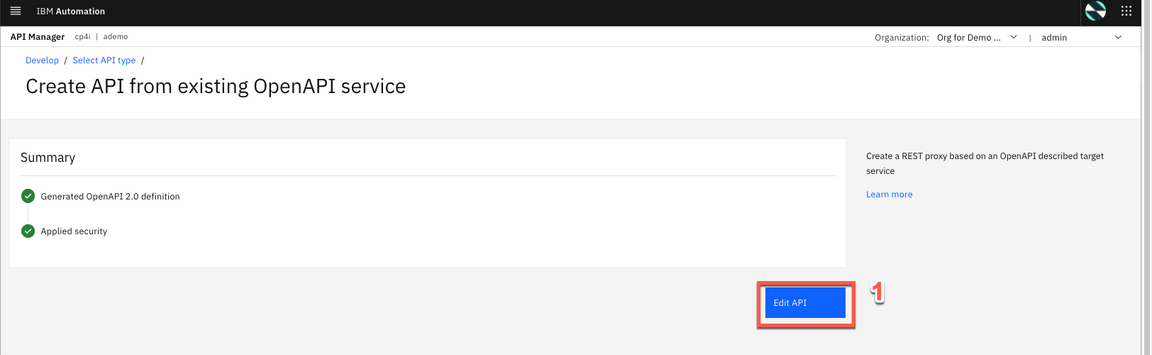 IBM Automation
API Manager cp4i | ademo Organization: Org for Demo ... | admin
Develop / Select API type /
Create API from existing OpenAPI service
Summary
Generated OpenAPI 2.0 definition
Applied security
Create a REST proxy based on an OpenAPI described target
service
Learn more
Edit API
1